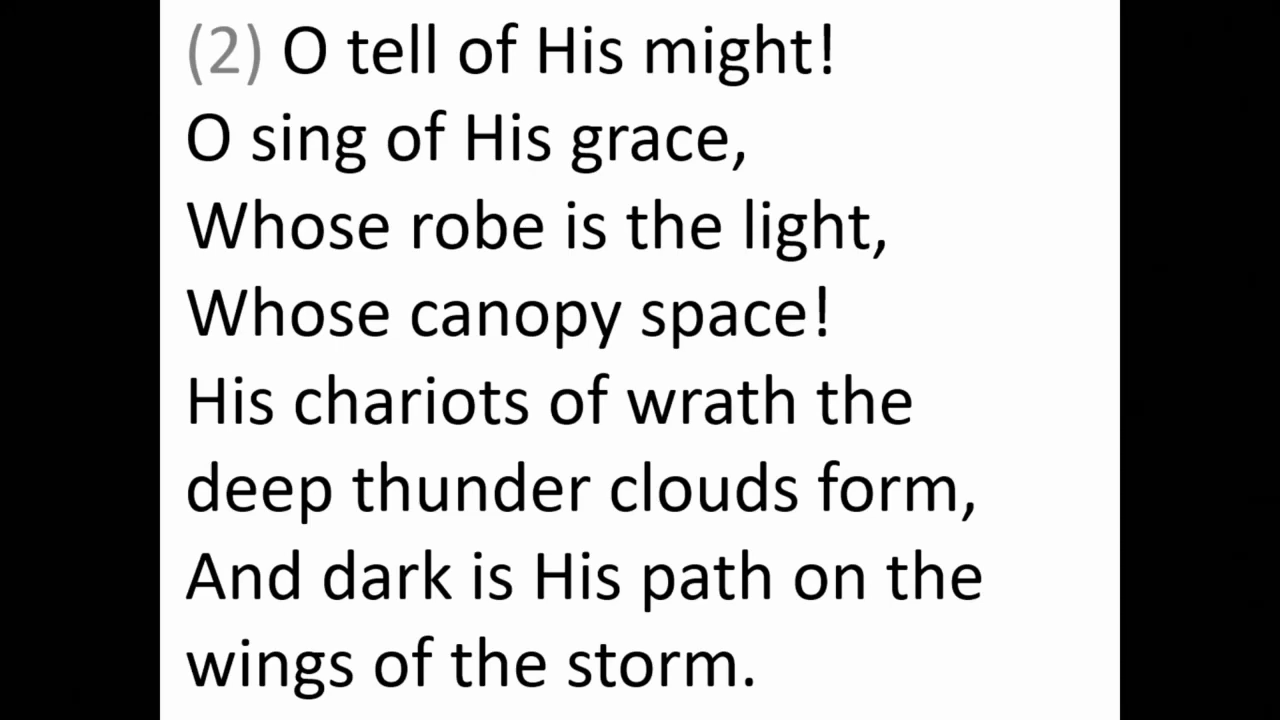 (2) O tell of His might!
O sing of His grace,
Whose robe is the light,
Whose canopy space!
His chariots of wrath the
deep thunder clouds form,
And dark is His path on the
wings of the storm.